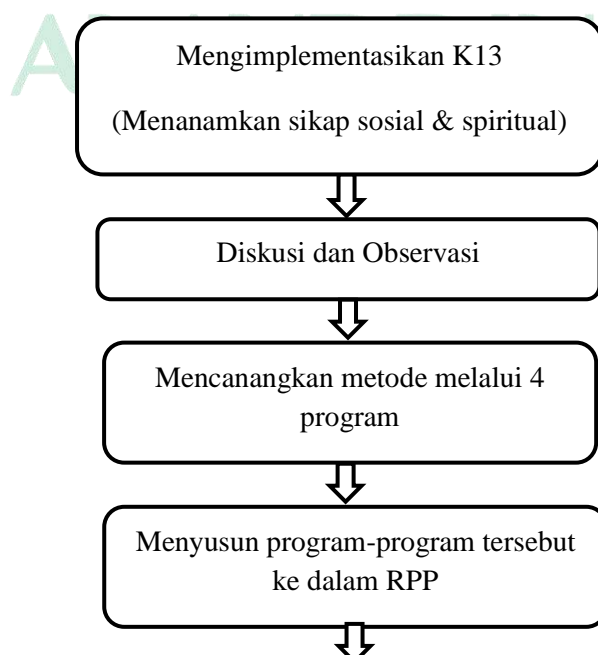 Mengimplementasikan K13
(Menanamkan sikap sosial & spiritual)
Diskusi dan Observasi
Mencanangkan metode melalui 4
program
Menyusun program-program tersebut
ke dalam RPP